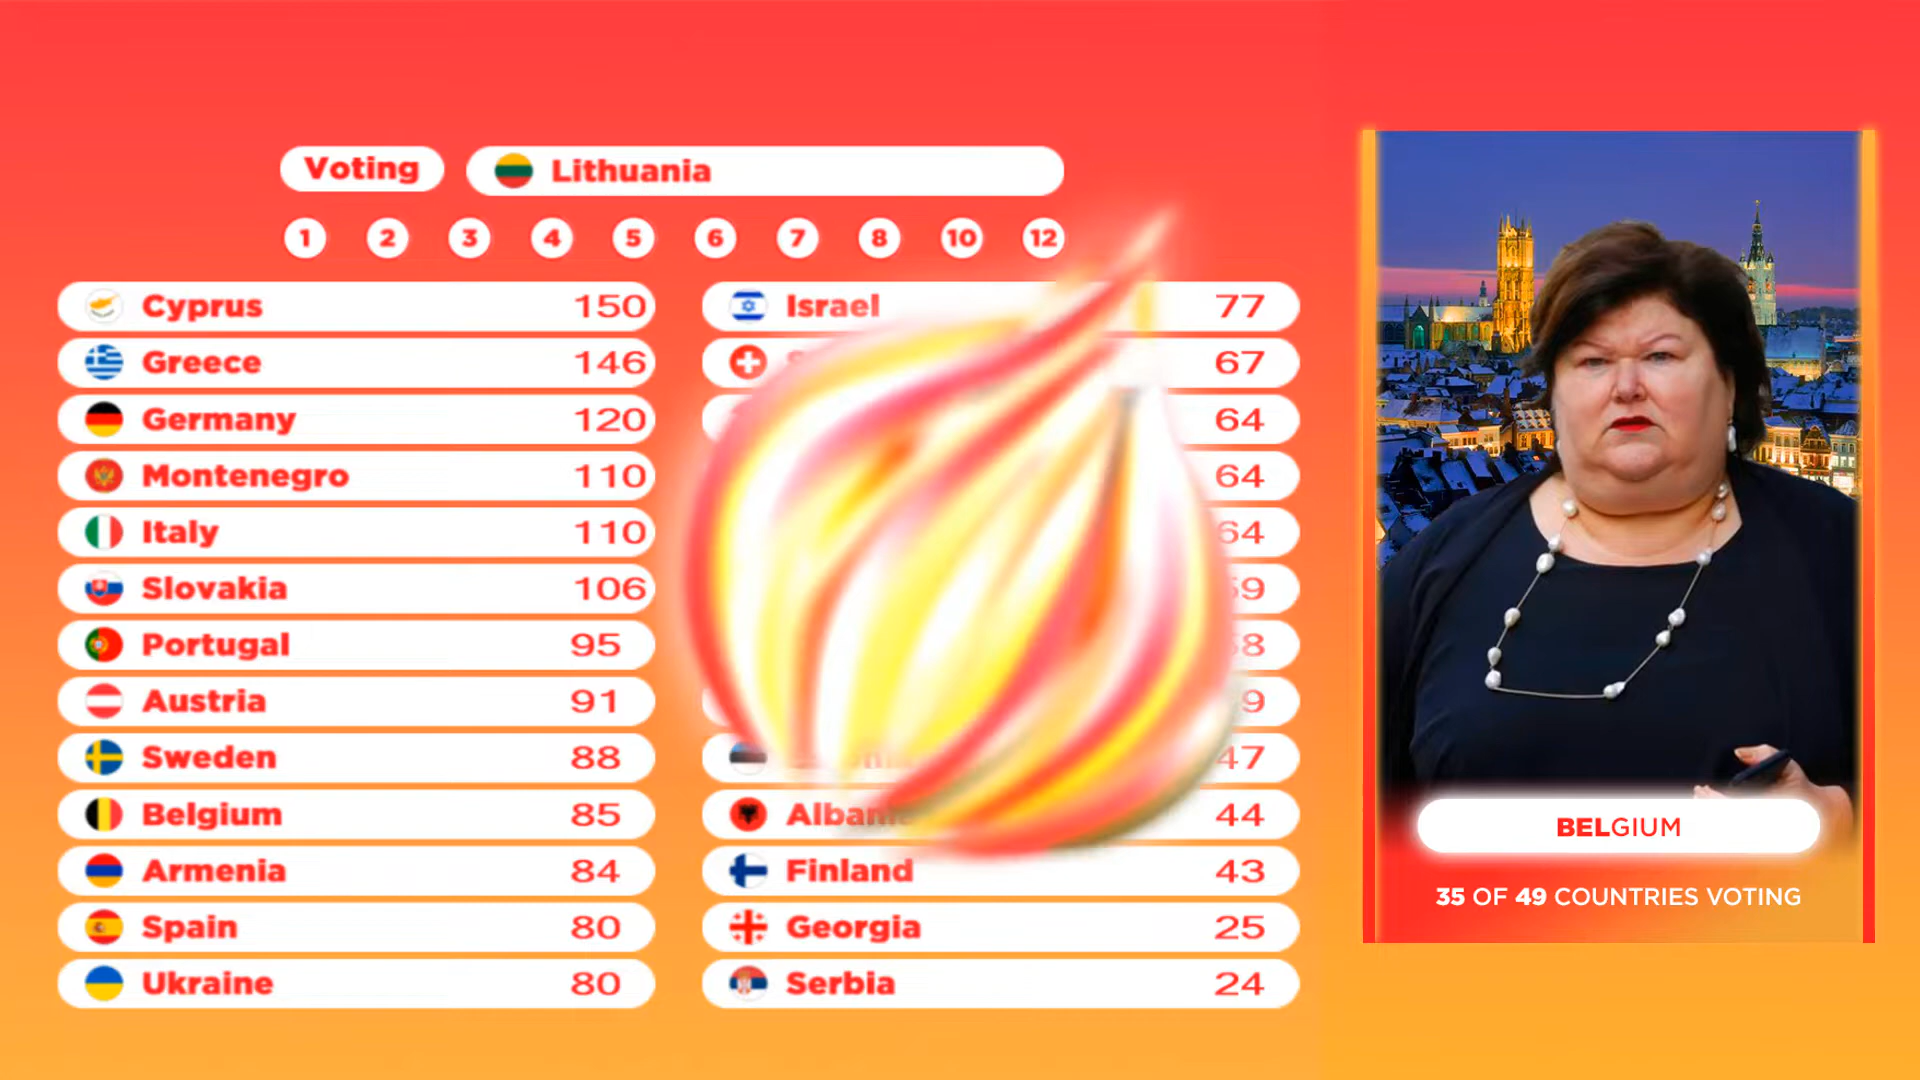 Voting Lithuania
1 2 3 4 5 6 7 8 10 12
Cyprus 150
Greece 146
Germany 120
Montenegro 110
Italy 110
Slovakia 106
Portugal 95
Austria 91
Sweden 88
Belgium 85
Armenia 84
Spain 80
Ukraine 80
Israel 77
67
64
64
64
47
44
Finland 43
Georgia 25
Serbia 24
BELGIUM
35 OF 49 COUNTRIES VOTING